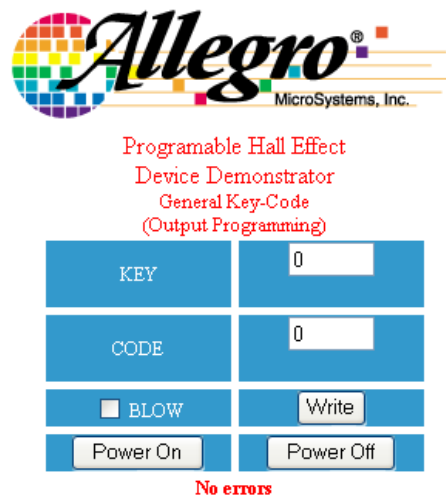 Allegro®
MicroSystems, Inc.
Programable Hall Effect
Device Demonstrator
General Key-Code
(Output Programming)
KEY 0
CODE 0
BLOW Write
Power On Power Off
No errors